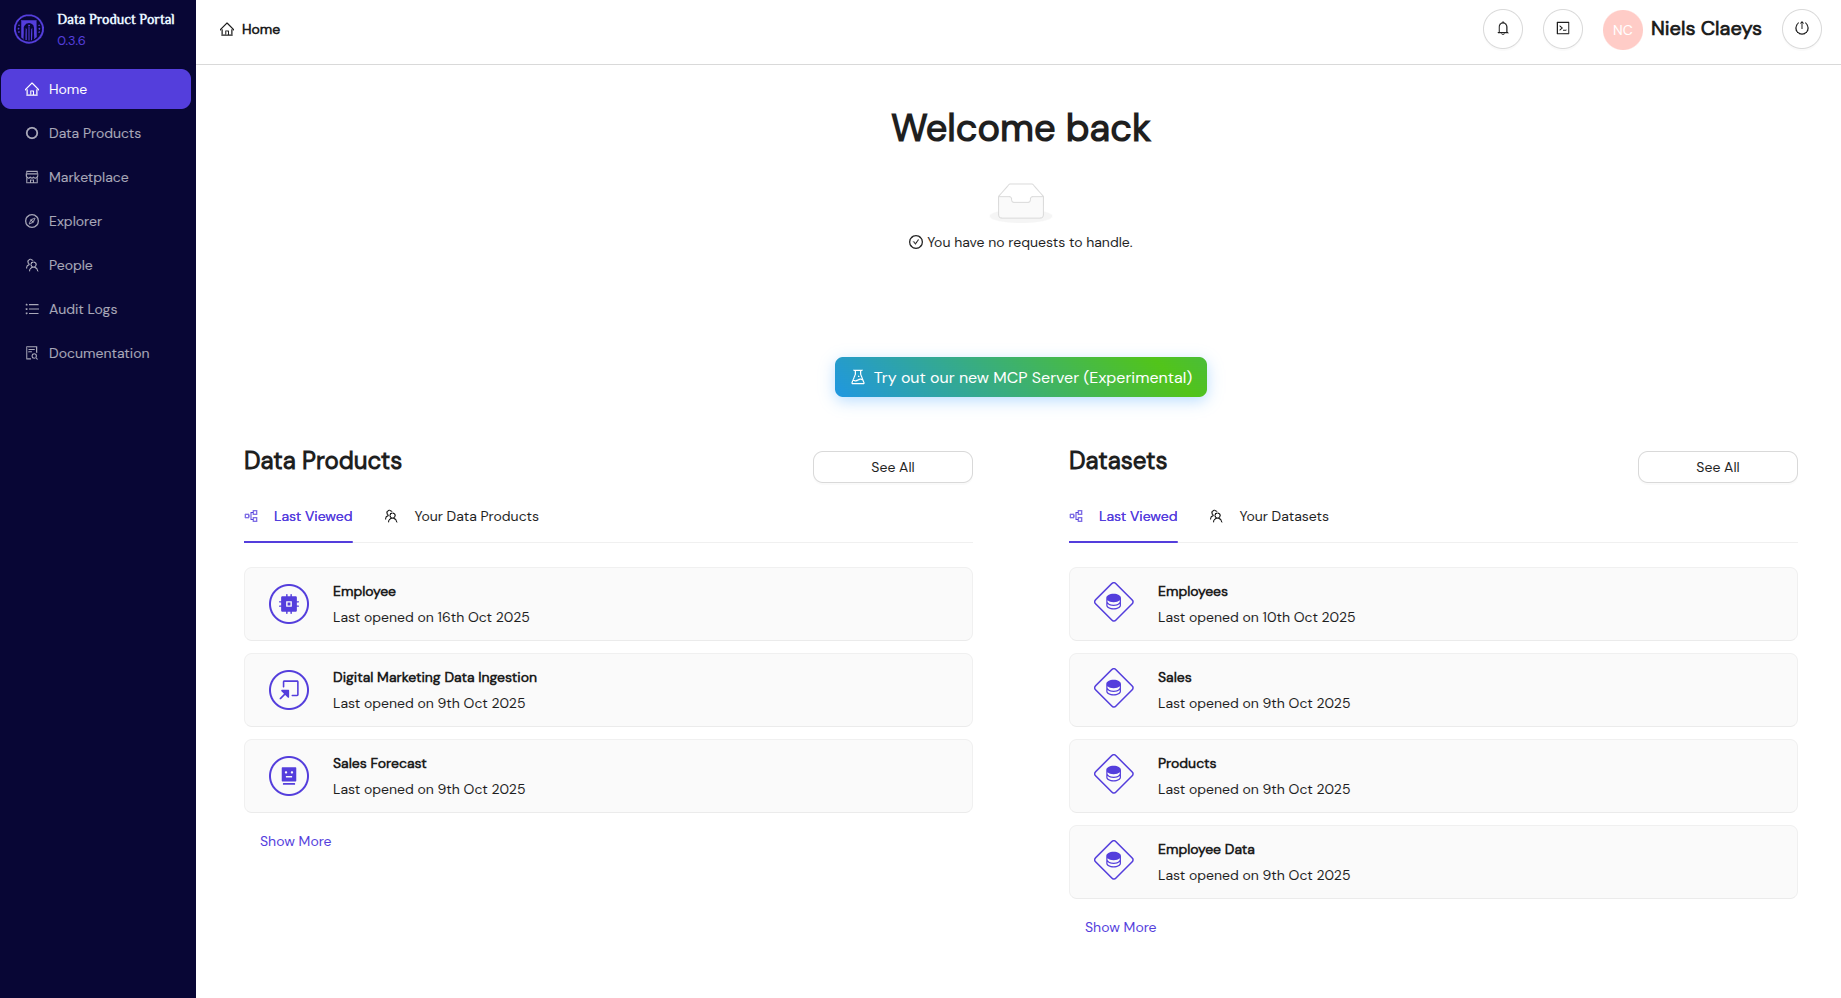 Data Product Portal
0.3.6
Home
Data Products
Marketplace
Explorer
People
Audit Logs
Documentation
Home
NC
Niels Claeys
Welcome back
You have no requests to handle.
Try out our new MCP Server (Experimental)
Data Products
See All
Last Viewed
Your Data Products
Employee
Last opened on 16th Oct 2025
Digital Marketing Data Ingestion
Last opened on 9th Oct 2025
Sales Forecast
Last opened on 9th Oct 2025
Show More
Datasets
See All
Last Viewed
Your Datasets
Employees
Last opened on 10th Oct 2025
Sales
Last opened on 9th Oct 2025
Products
Last opened on 9th Oct 2025
Employee Data
Last opened on 9th Oct 2025
Show More